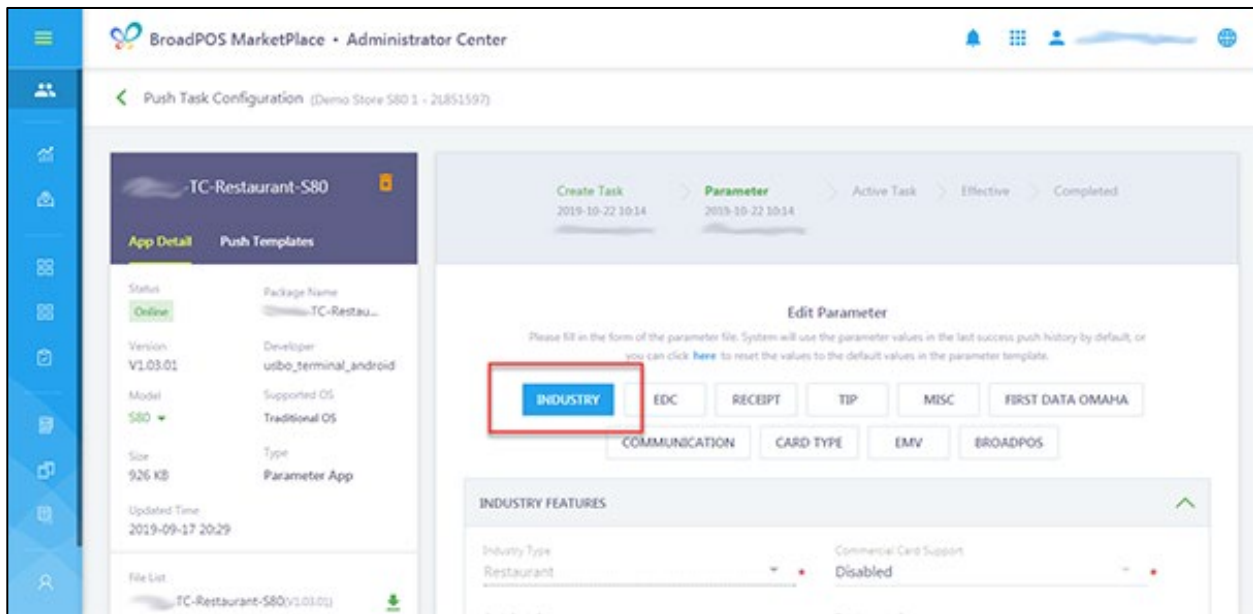 BroadPOS MarketPlace • Administrator Center
Push Task Configuration (Demo Store S80 1 - 2L851597)
-TC-Restaurant-S80
App Detail Push Templates
Status Package Name
Online -TC-Restau...
Version Developer
V1.03.01 usbo_terminal_android
Model Supported OS
S80 Traditional OS
Size Type
926 KB Parameter App
Updated Time
2019-09-17 20:29
File List
TC-Restaurant-S80(V1.03.01)
Create Task Parameter Active Task Effective Completed
2019-10-22 10:14 2019-10-22 10:14
Edit Parameter
Please fill in the form of the parameter file. System will use the parameter values in the last success push history by default, or
you can click here to reset the values to the default values in the parameter template.
INDUSTRY EDC RECEIPT TIP MISC FIRST DATA OMAHA
COMMUNICATION CARD TYPE EMV BROADPOS
INDUSTRY FEATURES
Industry Type Commercial Card Support
Restaurant Disabled